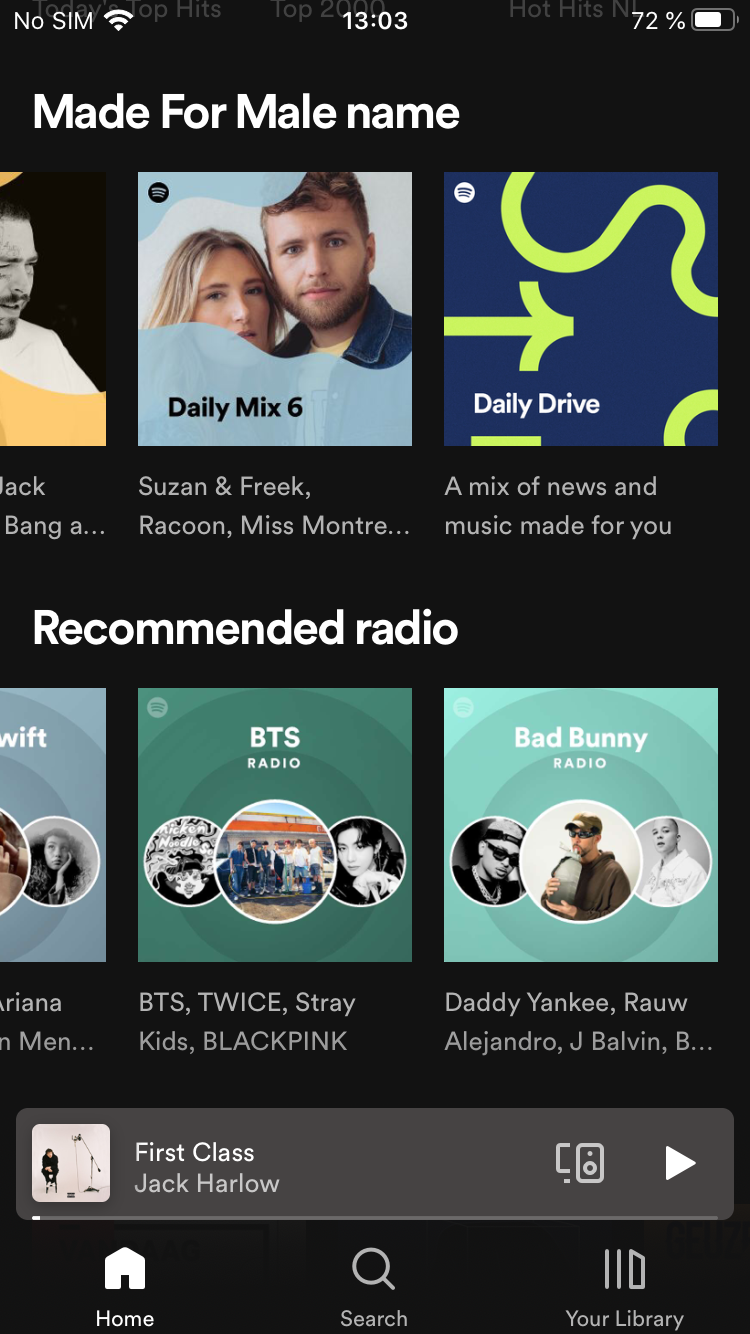 Today's Top Hits Top 2000 Hot Hits NL
No SIM 13:03 72 %
Made For Male name
Daily Mix 6
Daily Drive
Jack
Bang a...
Suzan & Freek,
Racoon, Miss Montre...
A mix of news and
music made for you
Recommended radio
wift
BTS
RADIO
Bad Bunny
RADIO
Chicken
Noodle
Ariana
n Men...
BTS, TWICE, Stray
Kids, BLACKPINK
Daddy Yankee, Rauw
Alejandro, J Balvin, B...
First Class
Jack Harlow
Home
Search
Your Library